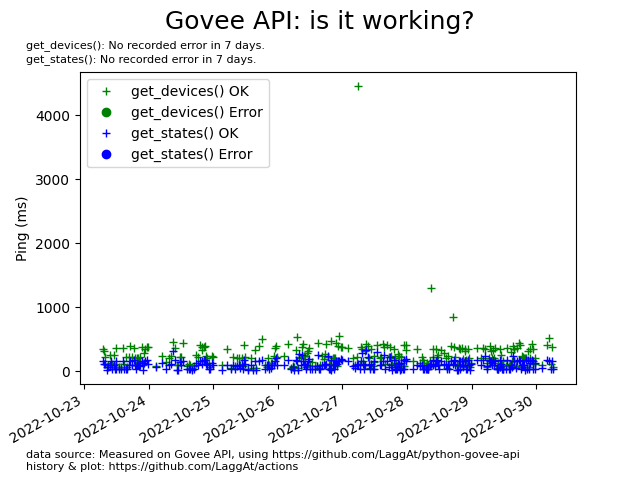 Govee API: is it working?
get_devices(): No recorded error in 7 days.
get_states(): No recorded error in 7 days.
get_devices() OK
get_devices() Error
get_states() OK
get_states() Error
Ping (ms)
4000
3000
2000
1000
0
2022-10-23
2022-10-24
2022-10-25
2022-10-26
2022-10-27
2022-10-28
2022-10-29
2022-10-30
data source: Measured on Govee API, using https://github.com/LaggAt/python-govee-api
history & plot: https://github.com/LaggAt/actions